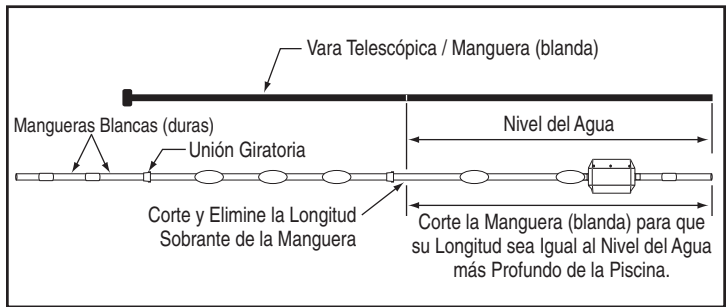 Vara Telescópica / Manguera (blanda)
Mangueras Blancas (duras)
Nivel del Agua
Unión Giratoria
Corte y Elimine la Longitud
Sobrante de la Manguera
Corte la Manguera (blanda) para que
su Longitud sea Igual al Nivel del Agua
más Profundo de la Piscina.